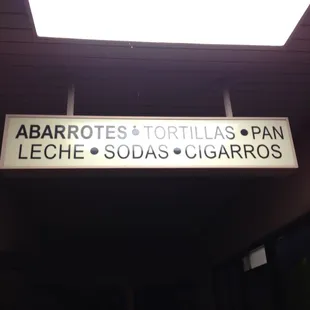 ABARROTES • TORTILLAS • PAN
LECHE • SODAS • CIGARROS